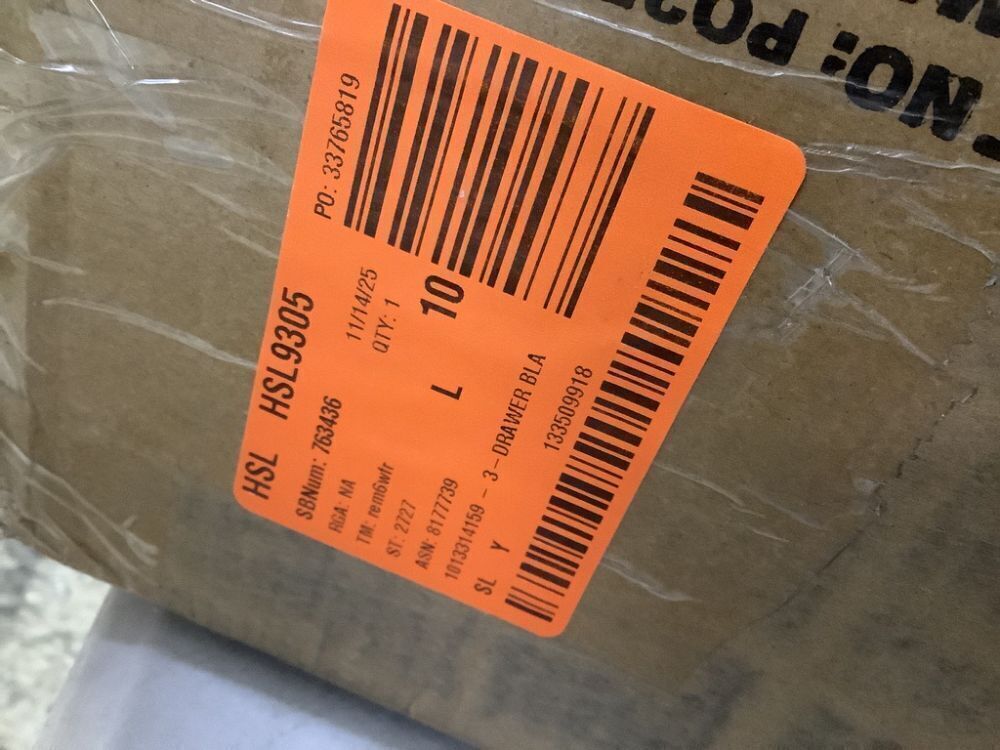 HSL HSL9305
PO: 33765819
SBNum: 763436
11/14/25
RGA: NA
QTY: 1
TM: rem6wfr
ST: 2727
L 10
ASN: 8177739
1013314159 - 3-DRAWER BLA
SL Y
133509918
NO: PO